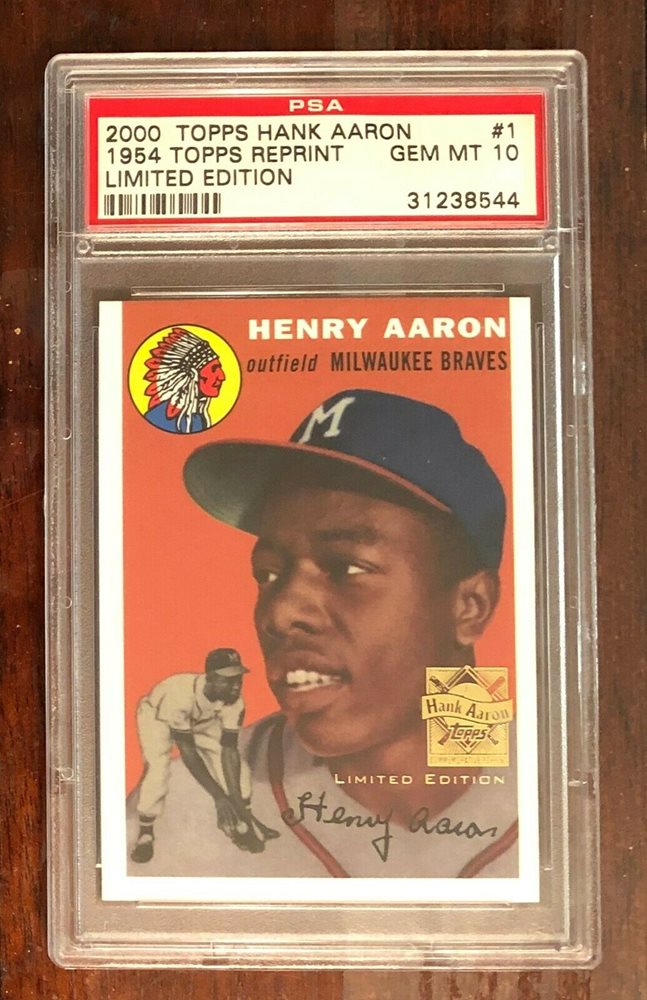 PSA
2000 TOPPS HANK AARON #1
1954 TOPPS REPRINT GEM MT 10
LIMITED EDITION
31238544
HENRY AARON
outfield MILWAUKEE BRAVES
M
M
Hank Aaron
Topps
LIMITED EDITION
Henry Aaron